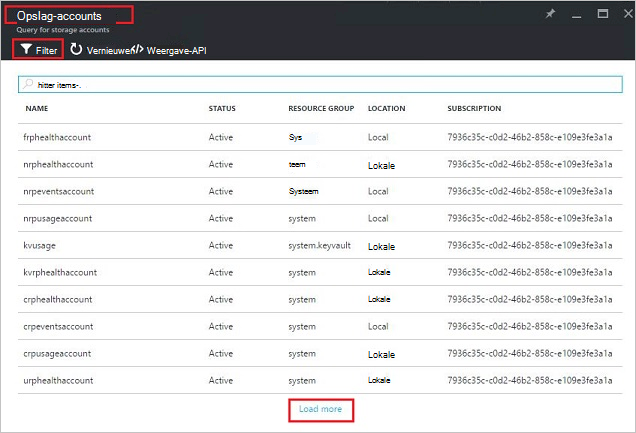 Opslag-accounts
Query for storage accounts
Filter Vernieuwen Weergave-API
hitter items-.
NAME STATUS RESOURCE GROUP LOCATION SUBSCRIPTION
frphealthaccount Active Sys Local 7936c35c-c0d2-46b2-858c-e109e3fe3a1a
nrphealthaccount Active teem Lokale 7936c35c-c0d2-46b2-858c-e109e3fe3a1a
nrpeventsaccount Active Systeem Local 7936c35c-c0d2-46b2-858c-e109e3fe3a1a
nrpusageaccount Active system Local 7936c35c-c0d2-46b2-858c-e109e3fe3a1a
kvusage Active system.keyvault Lokale 7936c35c-c0d2-46b2-858c-e109e3fe3a1a
kvrphealthaccount Active system Lokale 7936c35c-c0d2-46b2-858c-e109e3fe3a1a
crphealthaccount Active system Lokale 7936c35c-c0d2-46b2-858c-e109e3fe3a1a
crpeventsaccount Active system Local 7936c35c-c0d2-46b2-858c-e109e3fe3a1a
crpusageaccount Active system Lokale 7936c35c-c0d2-46b2-858c-e109e3fe3a1a
urphealthaccount Active system Lokale 7936c35c-c0d2-46b2-858c-e109e3fe3a1a
Load more